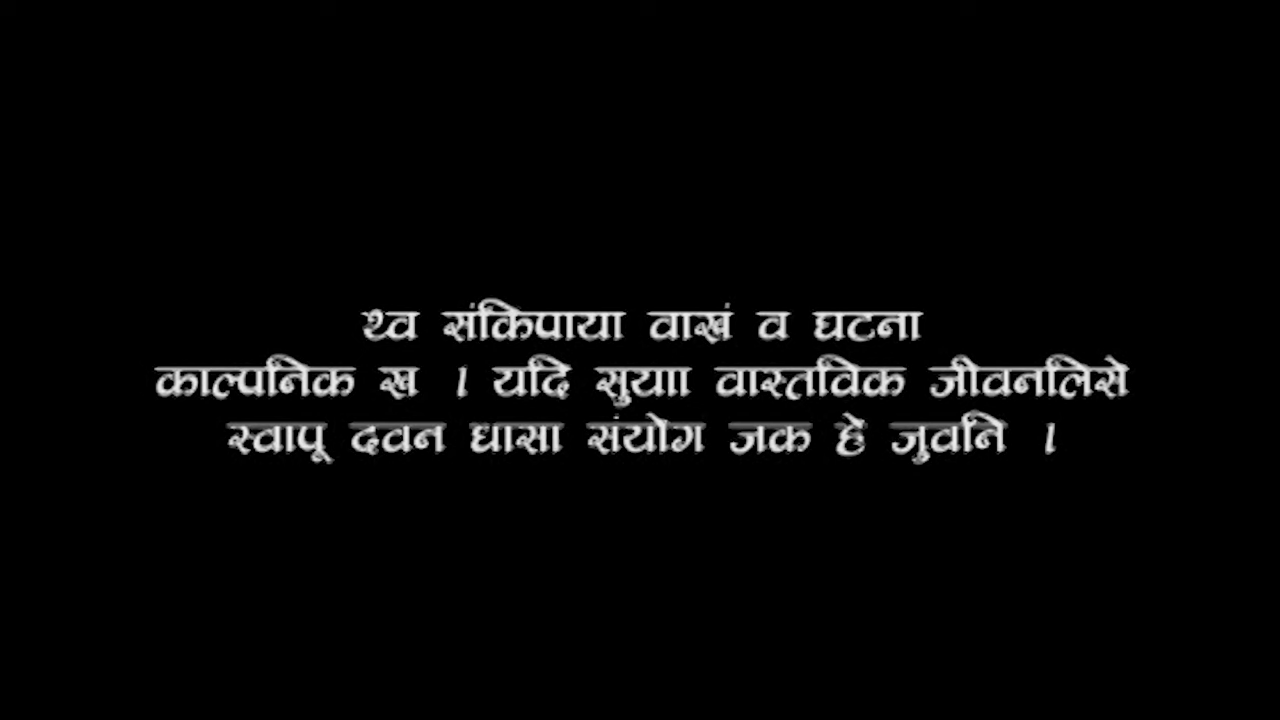 थ्व संकिपाया वाखं व घटना
काल्पनिक ख । यदि सुयाा वास्तविक जीवनलिसे
स्वापू दवन धासा संयोग जक हे जुवनि ।